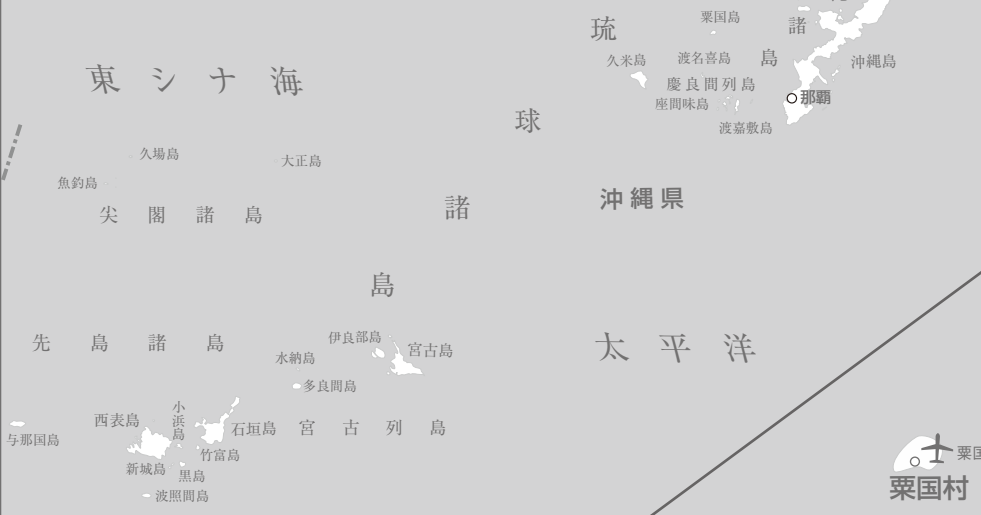 粟国島
諸
琉
久米島
渡名喜島
島
沖縄島
東シナ海
慶良間列島
座間味島
那覇
球
渡嘉敷島
久場島
大正島
魚釣島
沖縄県
諸
尖閣諸島
島
伊良部島
宮古島
先島諸島
太平洋
水納島
多良間島
小浜島
西表島
石垣島
宮古列島
与那国島
竹富島
新城島
黒島
波照間島
粟国
粟国村